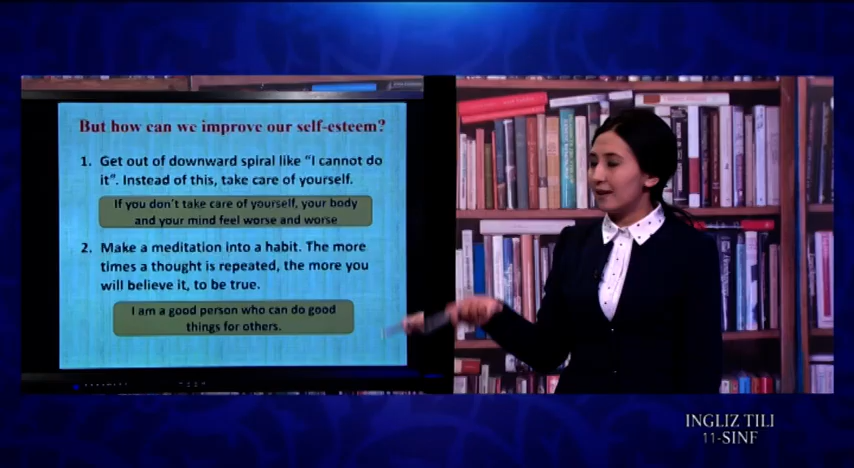 But how can we improve our self-esteem?
1. Get out of downward spiral like “I cannot do
it”. Instead of this, take care of yourself.
If you don’t take care of yourself, your body
and your mind feel worse and worse
2. Make a meditation into a habit. The more
times a thought is repeated, the more you
will believe it, to be true.
I am a good person who can do good
things for others.
INGLIZ TILI
11-SINF